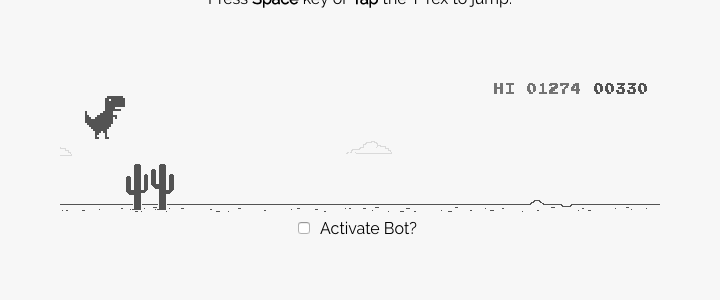 Press Space key or Tap the T-rex to jump.
HI 01274 00330
Activate Bot?